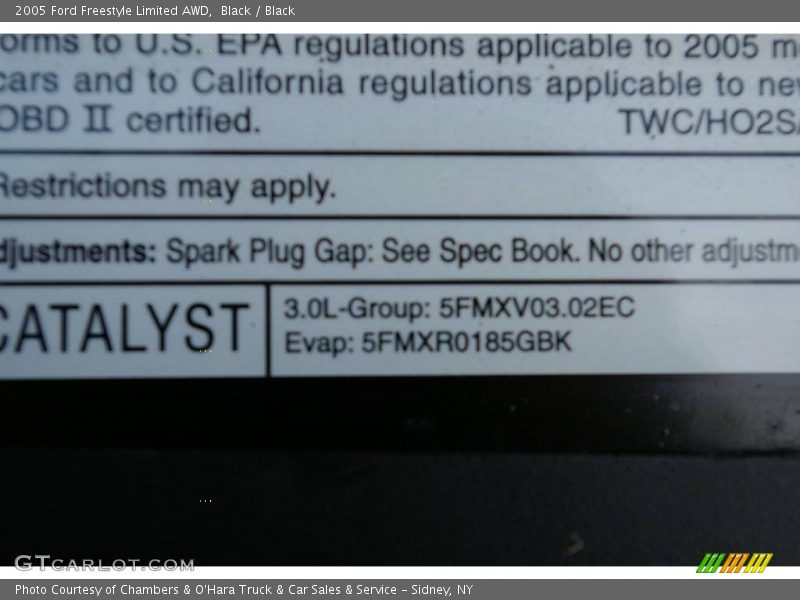 2005 Ford Freestyle Limited AWD, Black / Black
orms to U.S. EPA regulations applicable to 2005 m
cars and to California regulations applicable to new
OBD II certified. TWC/HO2S/
Restrictions may apply.
djustments: Spark Plug Gap: See Spec Book. No other adjustm
CATALYST
3.0L-Group: 5FMXV03.02EC
Evap: 5FMXR0185GBK
GTCARLOT.COM
Photo Courtesy of Chambers & O'Hara Truck & Car Sales & Service - Sidney, NY